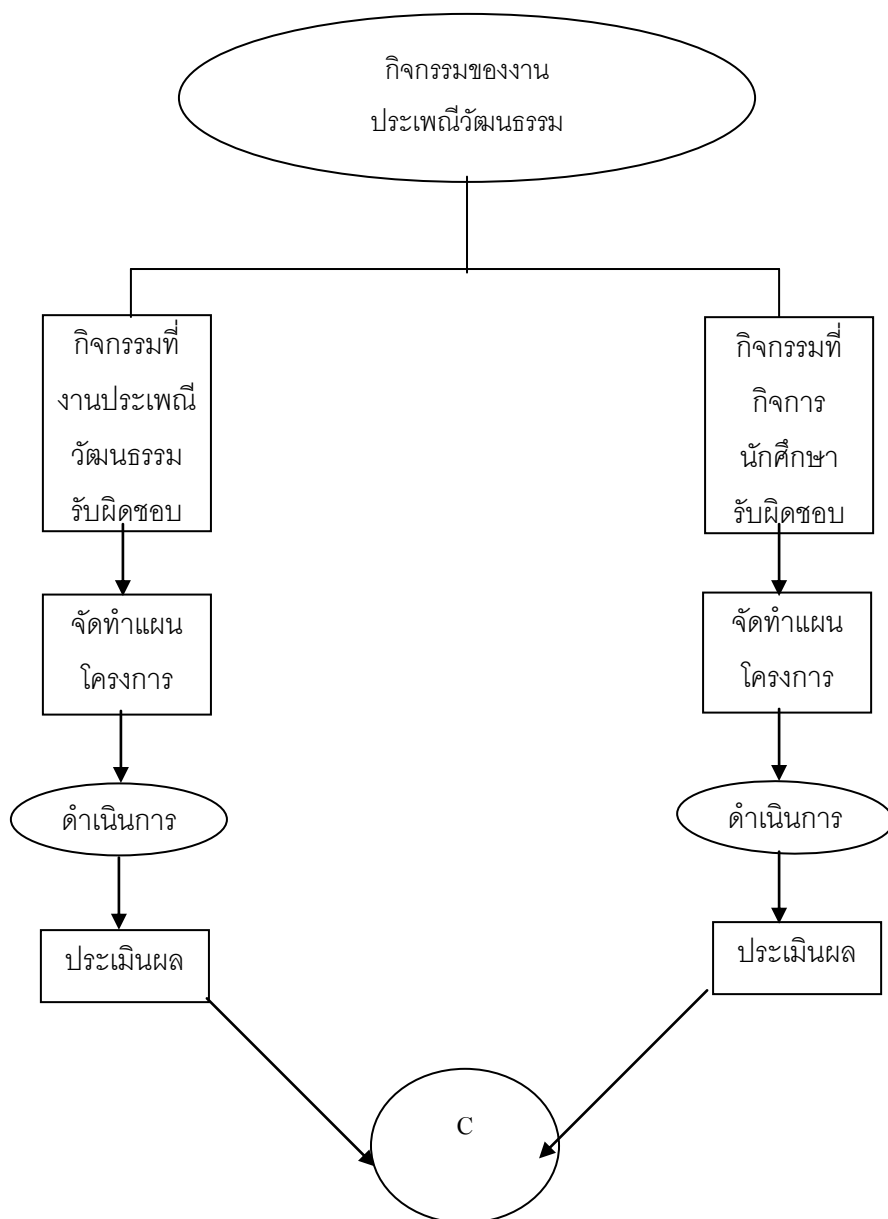 กิจกรรมของงาน
ประเพณีวัฒนธรรม
กิจกรรมที่
งานประเพณี
วัฒนธรรม
รับผิดชอบ
กิจกรรมที่
กิจการ
นักศึกษา
รับผิดชอบ
จัดทำแผน
โครงการ
จัดทำแผน
โครงการ
ดำเนินการ
ดำเนินการ
ประเมินผล
ประเมินผล
C